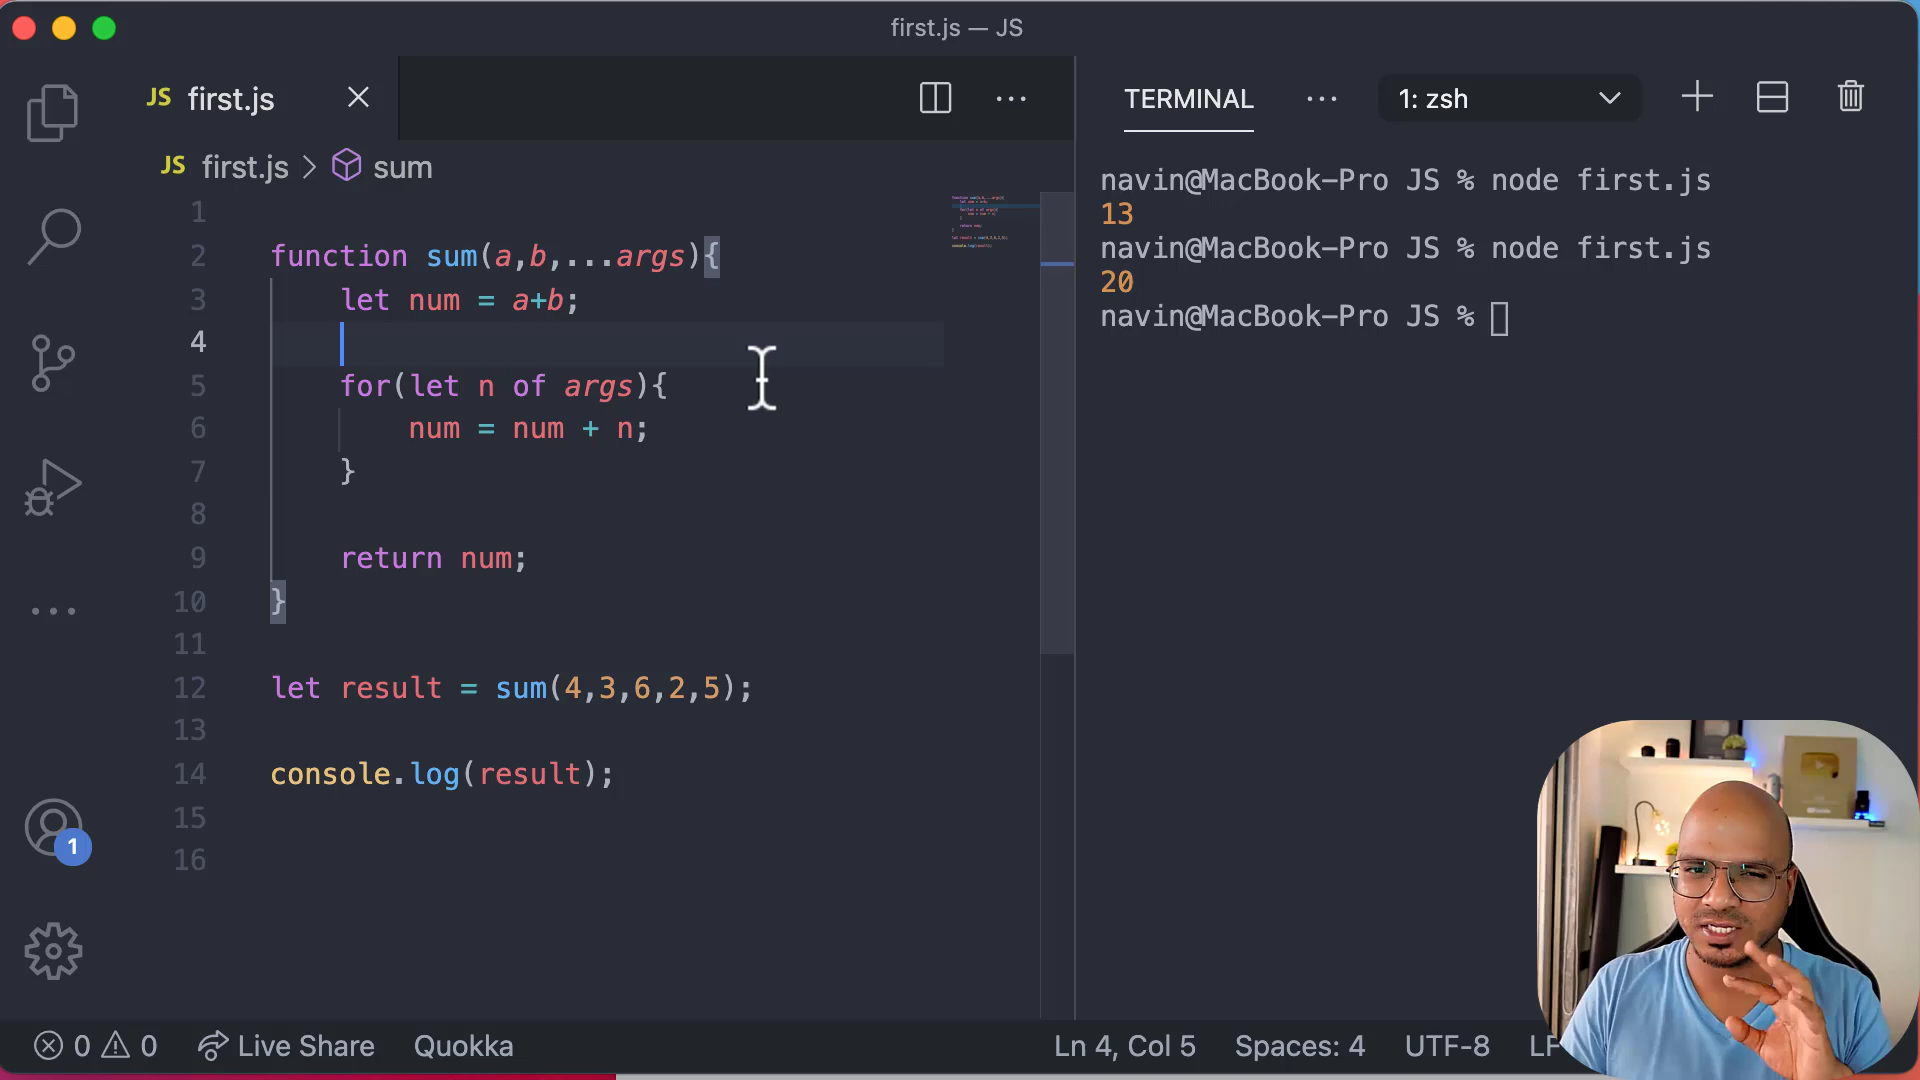 first.js — JS
JS first.js
JS first.js > sum
1
2 function sum(a,b,...args){
3 let num = a+b;
4
5 for(let n of args){
6 num = num + n;
7 }
8
9 return num;
10 }
11
12 let result = sum(4,3,6,2,5);
13
14 console.log(result);
15
16
TERMINAL ... 1: zsh
navin@MacBook-Pro JS % node first.js
13
navin@MacBook-Pro JS % node first.js
20
navin@MacBook-Pro JS %
1
0 0 Live Share Quokka Ln 4, Col 5 Spaces: 4 UTF-8 LF